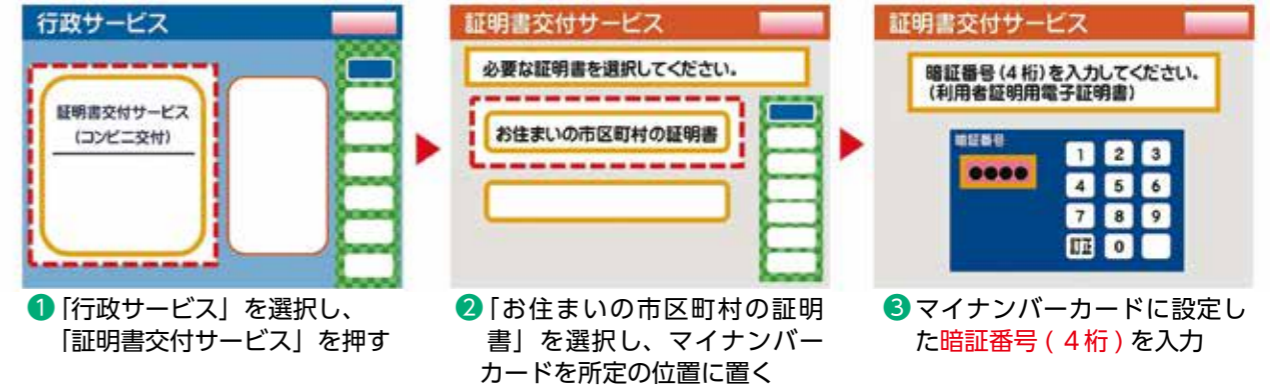 行政サービス
証明書交付サービス
(コンビニ交付)
証明書交付サービス
必要な証明書を選択してください。
お住まいの市区町村の証明書
証明書交付サービス
暗証番号(4桁)を入力してください。
(利用者証明用電子証明書)
暗証番号
●●●●
1 2 3
4 5 6
7 8 9
訂正 0
❶「行政サービス」を選択し、
「証明書交付サービス」を押す
❷「お住まいの市区町村の証明
書」を選択し、マイナンバー
カードを所定の位置に置く
❸マイナンバーカードに設定し
た暗証番号(4桁)を入力